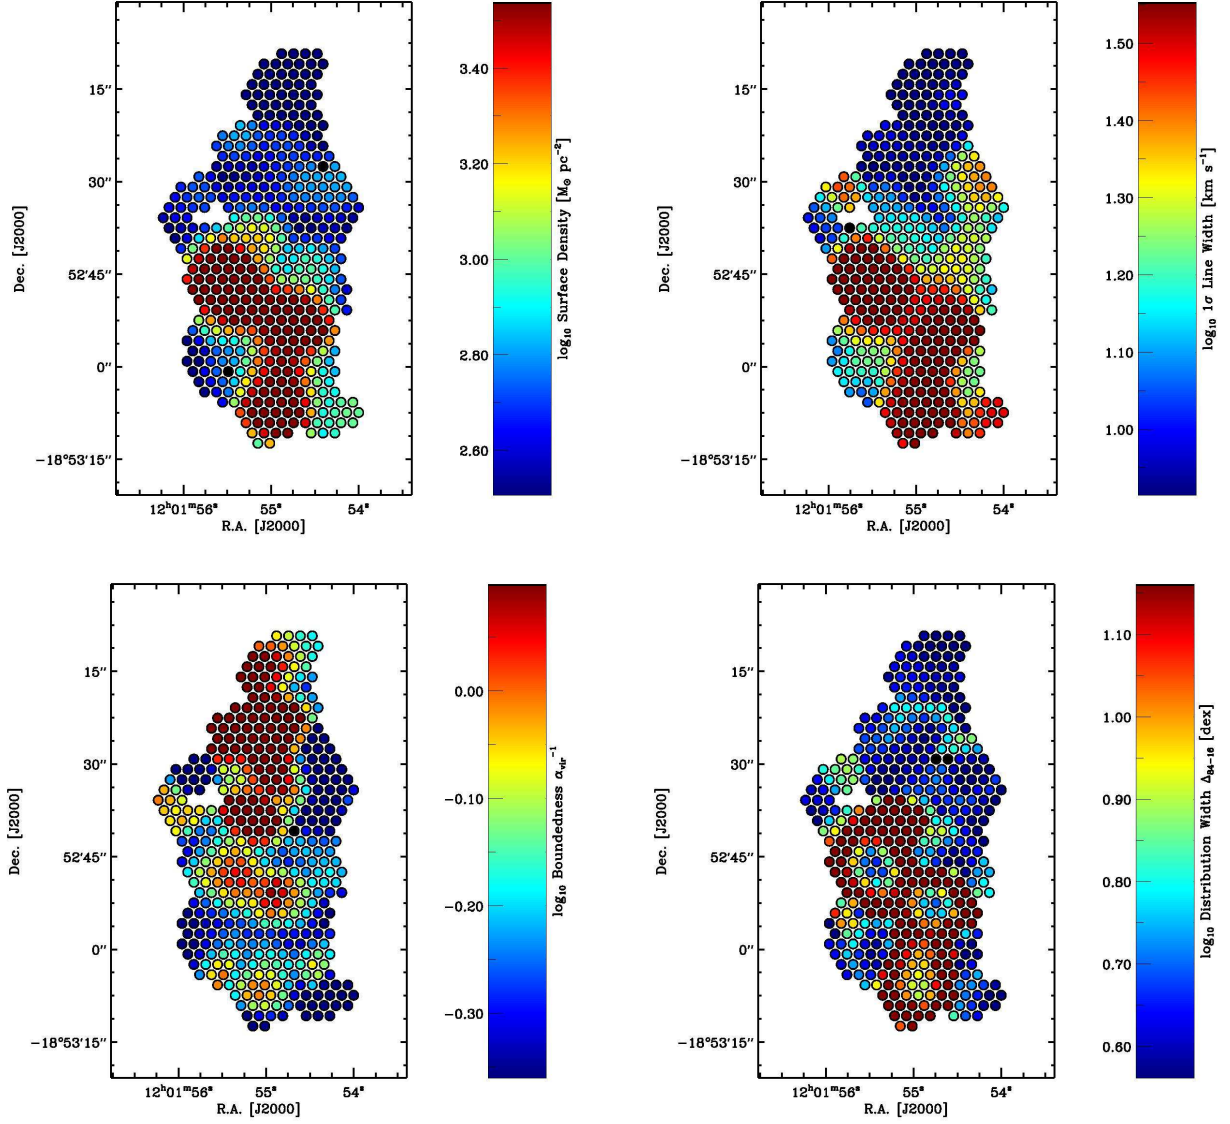 3.40
3.20
3.00
2.80
2.60
log₁₀ Surface Density [M⊙ pc⁻²]
15″
30″
52′45″
0″
−18°53′15″
Dec. [J2000]
12ʰ01ᵐ56ˢ 55ˢ 54ˢ
R.A. [J2000]
1.50
1.40
1.30
1.20
1.10
1.00
log₁₀ 1σ Line Width [km s⁻¹]
15″
30″
52′45″
0″
−18°53′15″
Dec. [J2000]
12ʰ01ᵐ56ˢ 55ˢ 54ˢ
R.A. [J2000]
0.00
−0.10
−0.20
−0.30
log₁₀ Boundedness αᵥᵢᵣ⁻¹
15″
30″
52′45″
0″
−18°53′15″
Dec. [J2000]
12ʰ01ᵐ56ˢ 55ˢ 54ˢ
R.A. [J2000]
1.10
1.00
0.90
0.80
0.70
0.60
log₁₀ Distribution Width Δ₈₄₋₁₆ [dex]
15″
30″
52′45″
0″
−18°53′15″
Dec. [J2000]
12ʰ01ᵐ56ˢ 55ˢ 54ˢ
R.A. [J2000]